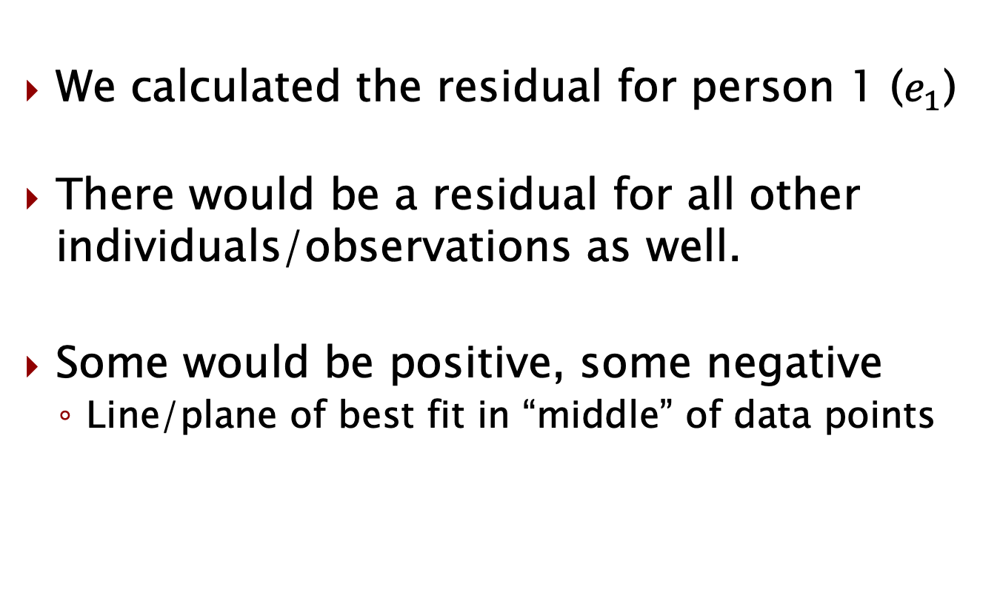 We calculated the residual for person 1 (e₁)
There would be a residual for all other
individuals/observations as well.
Some would be positive, some negative
Line/plane of best fit in “middle” of data points